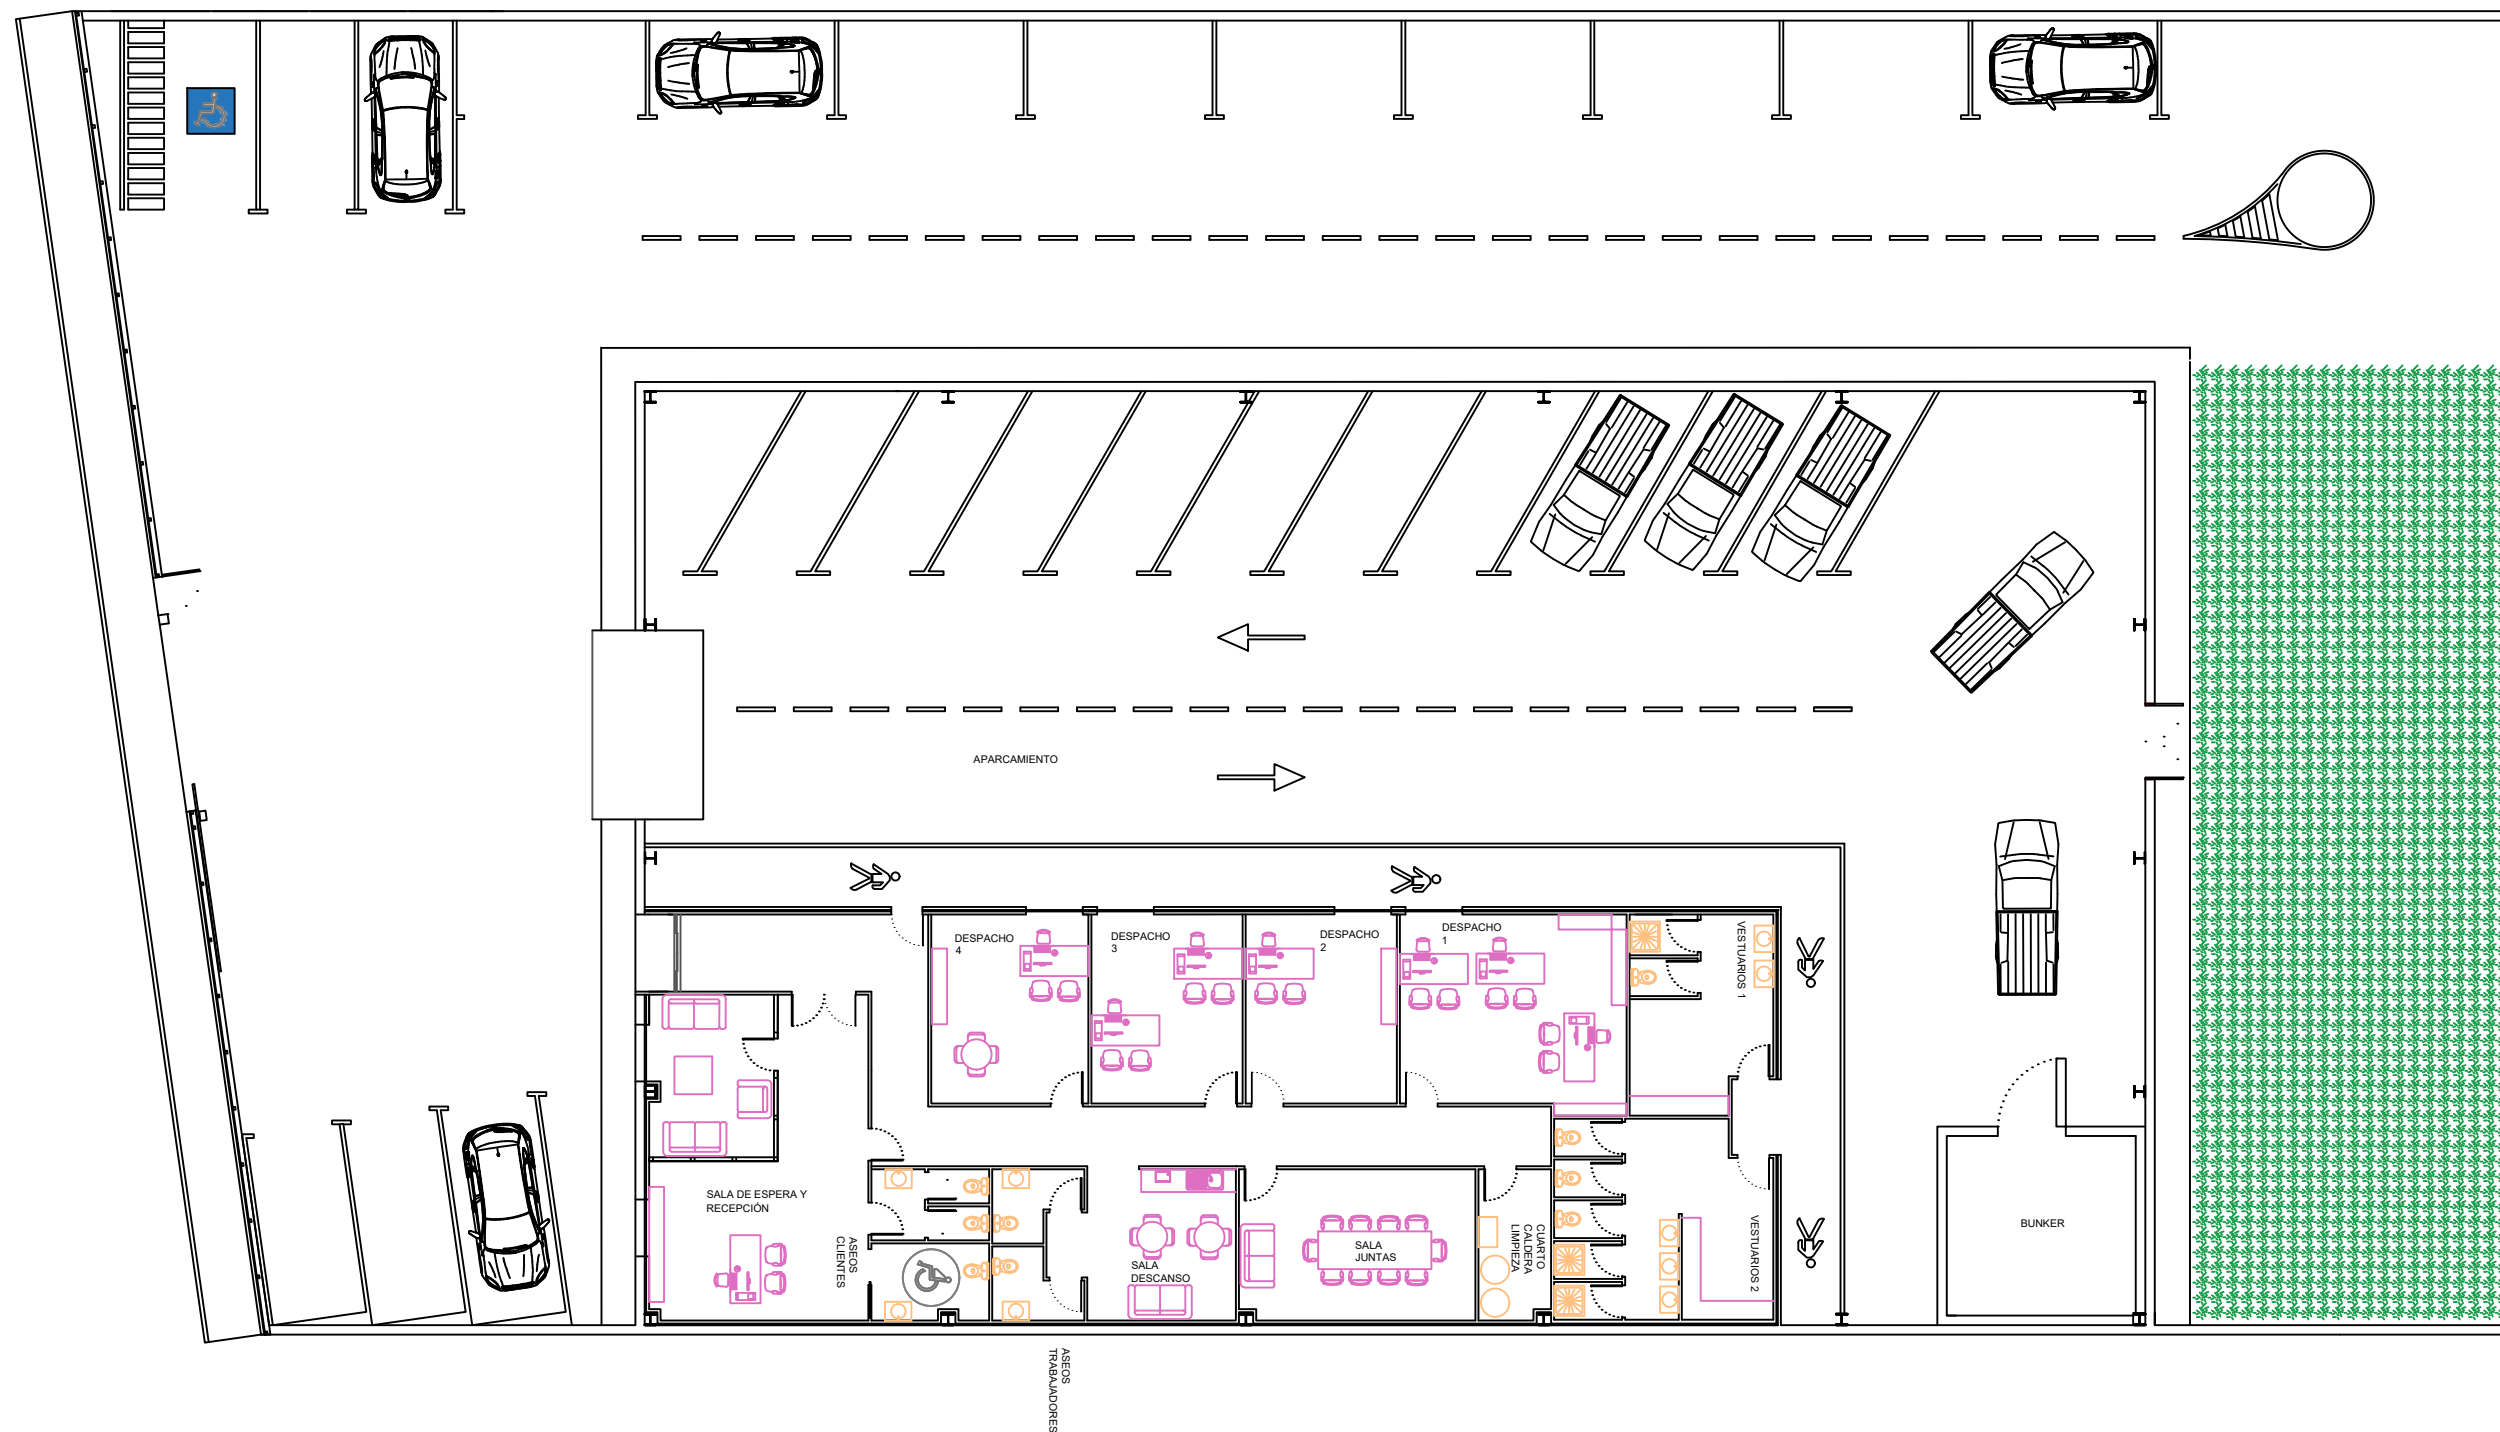 APARCAMIENTO
DESPACHO
4
DESPACHO
3
DESPACHO
2
DESPACHO
1
VESTUARIOS 1
SALA DE ESPERA Y
RECEPCIÓN
ASEOS
CLIENTES
SALA
DESCANSO
SALA
JUNTAS
CUARTO
CALDERA
LIMPIEZA
VESTUARIOS 2
BUNKER
ASEOS
TRABAJADORES